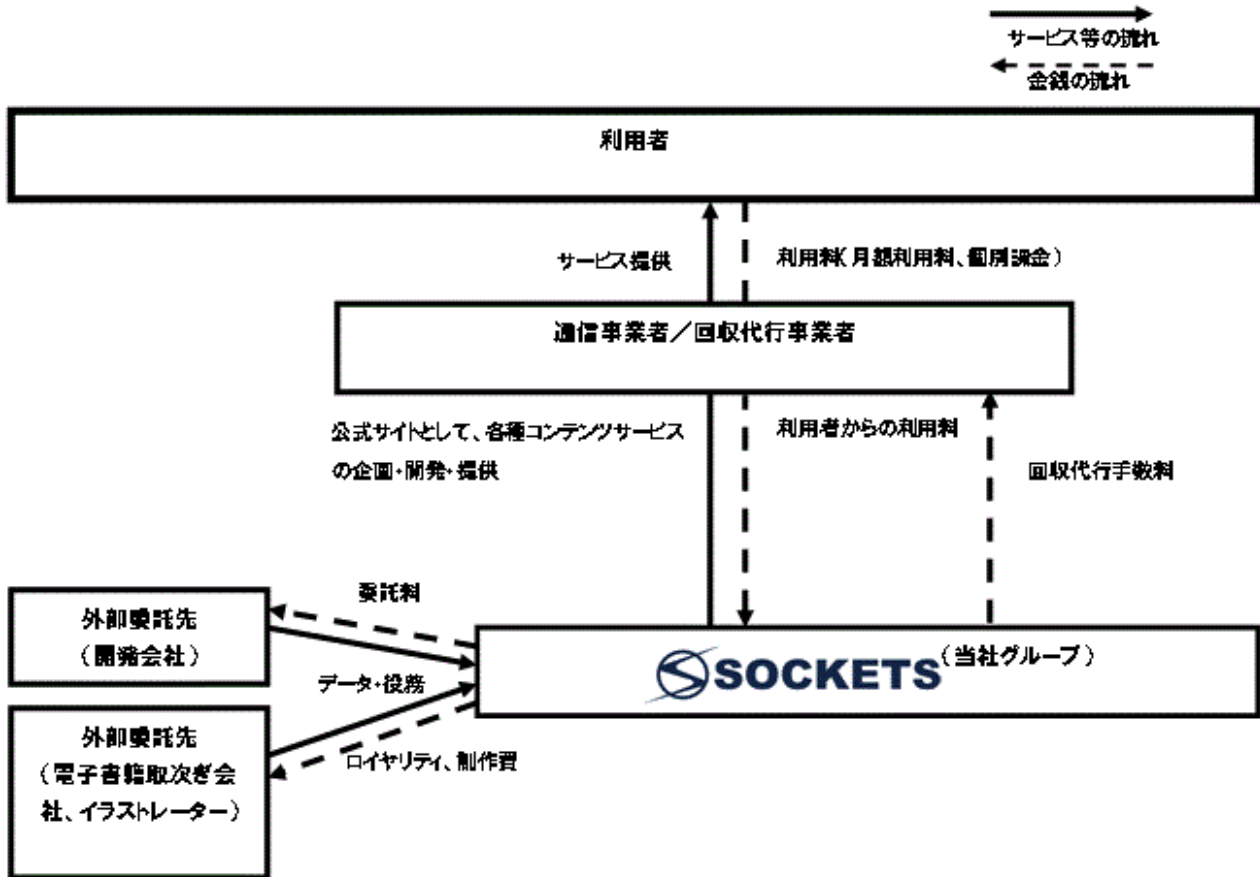 サービス等の流れ
金銭の流れ
利用者
サービス提供
利用料(月額利用料、個別課金)
通信事業者/回収代行事業者
公式サイトとして、各種コンテンツサービス
の企画・開発・提供
利用者からの利用料
回収代行手数料
委託料
外部委託先
(開発会社)
SOCKETS(当社グループ)
データ・役務
外部委託先
(電子書籍取次ぎ会
社、イラストレーター)
ロイヤリティ、制作費